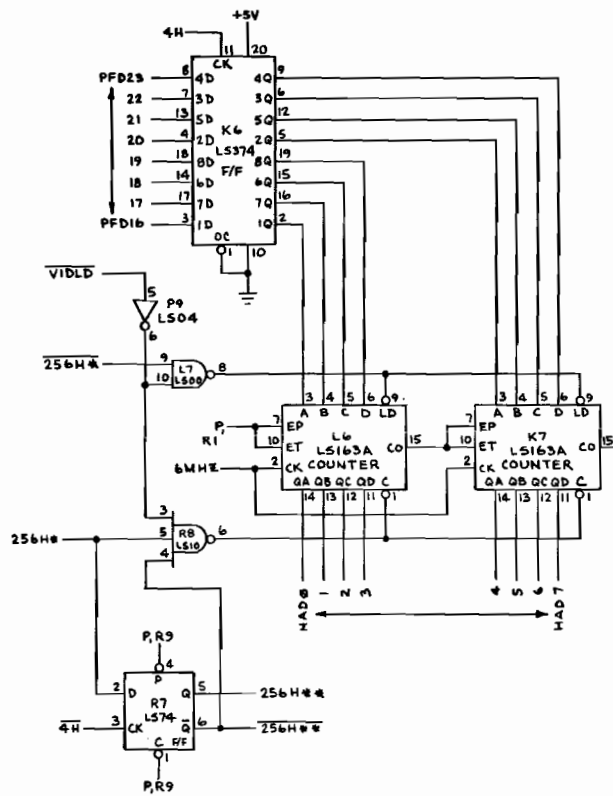 +5V
4H
11 20
CK
PFD23 8 4D 4Q 9
22 7 3D 3Q 6
21 13 5D K6 5Q 12
20 4 2D LS374 2Q 5
19 18 8D F/F 8Q 19
18 14 6D 6Q 15
17 17 7D 7Q 16
PFD16 3 1D 1Q 2
OC
1 10
VIDLD
5
P9
LS04
6
256H* 9 L7 8
10 LS00
3 4 5 6 9 3 4 5 6 9
A B C D LD A B C D LD
P, 7 EP L6 7 EP K7
R1 10 ET LS163A CO 15 10 ET LS163A CO 15
6MHZ 2 CK COUNTER 2 CK COUNTER
QA QB QC QD C QA QB QC QD C
14 13 12 11 1 14 13 12 11 1
3
256H* 5 R8 6
4 LS10
HAD0 1 2 3 4 5 6 HAD7
P,R9
4
P
2 D Q 5 256H**
R7
LS74
4H 3 CK Q 6 256H**
C F/F
1
P,R9